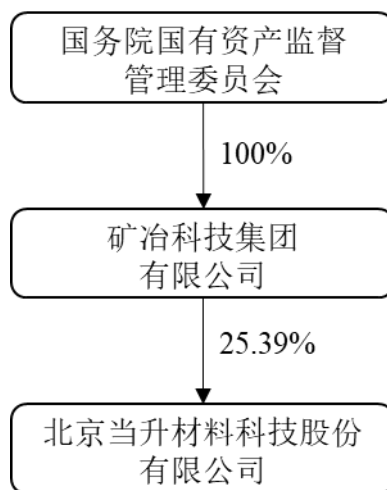 国务院国有资产监督
管理委员会
100%
矿冶科技集团
有限公司
25.39%
北京当升材料科技股份
有限公司